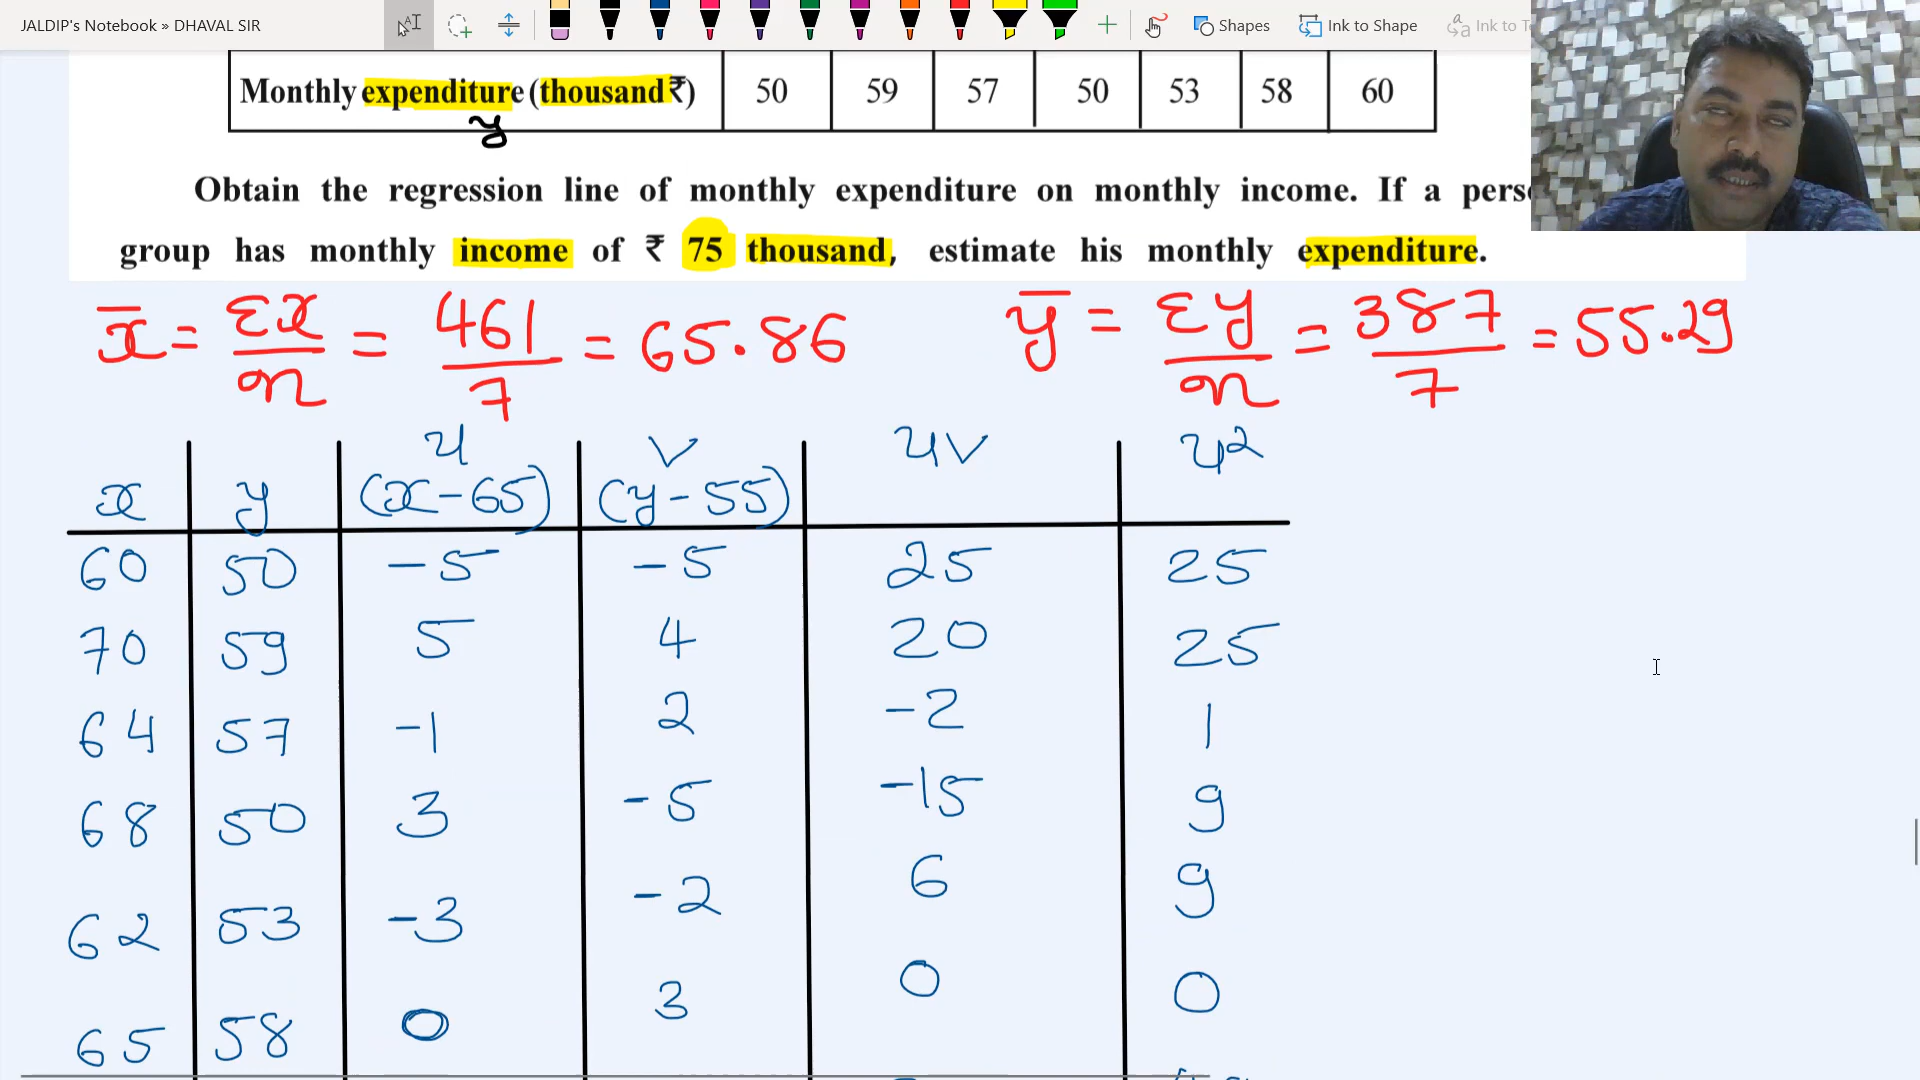 JALDIP's Notebook » DHAVAL SIR
Shapes
Ink to Shape
Ink to T
Monthly expenditure (thousand ₹) 50 59 57 50 53 58 60
y
Obtain the regression line of monthly expenditure on monthly income. If a pers
group has monthly income of ₹ 75 thousand, estimate his monthly expenditure.
x̄ = Σx/n = 461/7 = 65.86 ȳ = Σy/n = 387/7 = 55.29
u v uv u²
x y (x-65) (y-55)
60 50 -5 -5 25 25
70 59 5 4 20 25
64 57 -1 2 -2 1
68 50 3 -5 -15 9
62 53 -3 -2 6 9
65 58 0 3 0 0